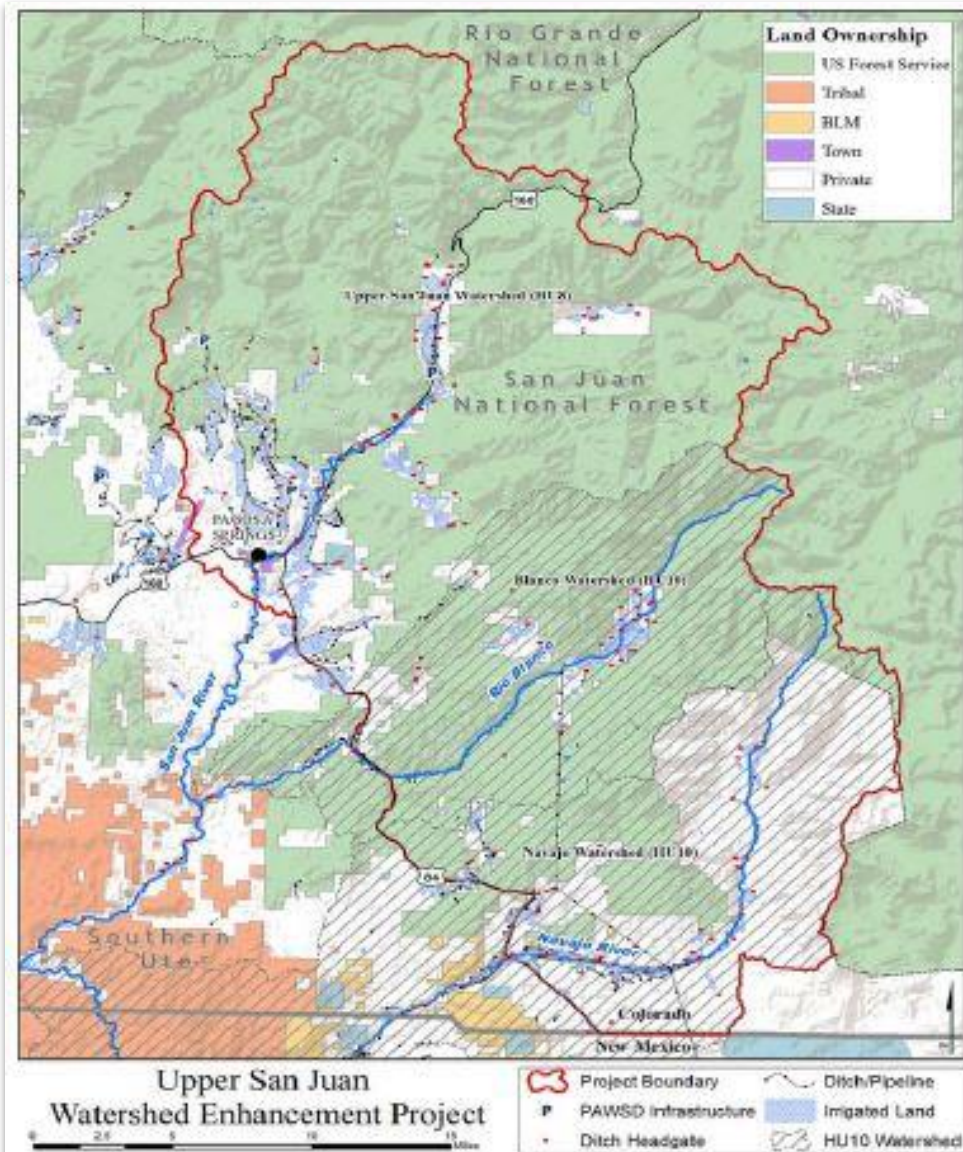 Rio Grande
National
Forest
Land Ownership
US Forest Service
Tribal
BLM
Town
Private
State
160
Upper San Juan Watershed (HU8)
San Juan
National Forest
P
P
P
P
PAGOSA
SPRINGS
160
Blanco Watershed (HU10)
Rio Blanco
San Juan River
Navajo Watershed (HU10)
84
Navajo River
Southern
Ute
Colorado
New Mexico
Upper San Juan
Watershed Enhancement Project
0 2.5 5 10 15
Miles
Project Boundary
P PAWSD Infrastructure
Ditch Headgate
Ditch/Pipeline
Irrigated Land
HU10 Watershed